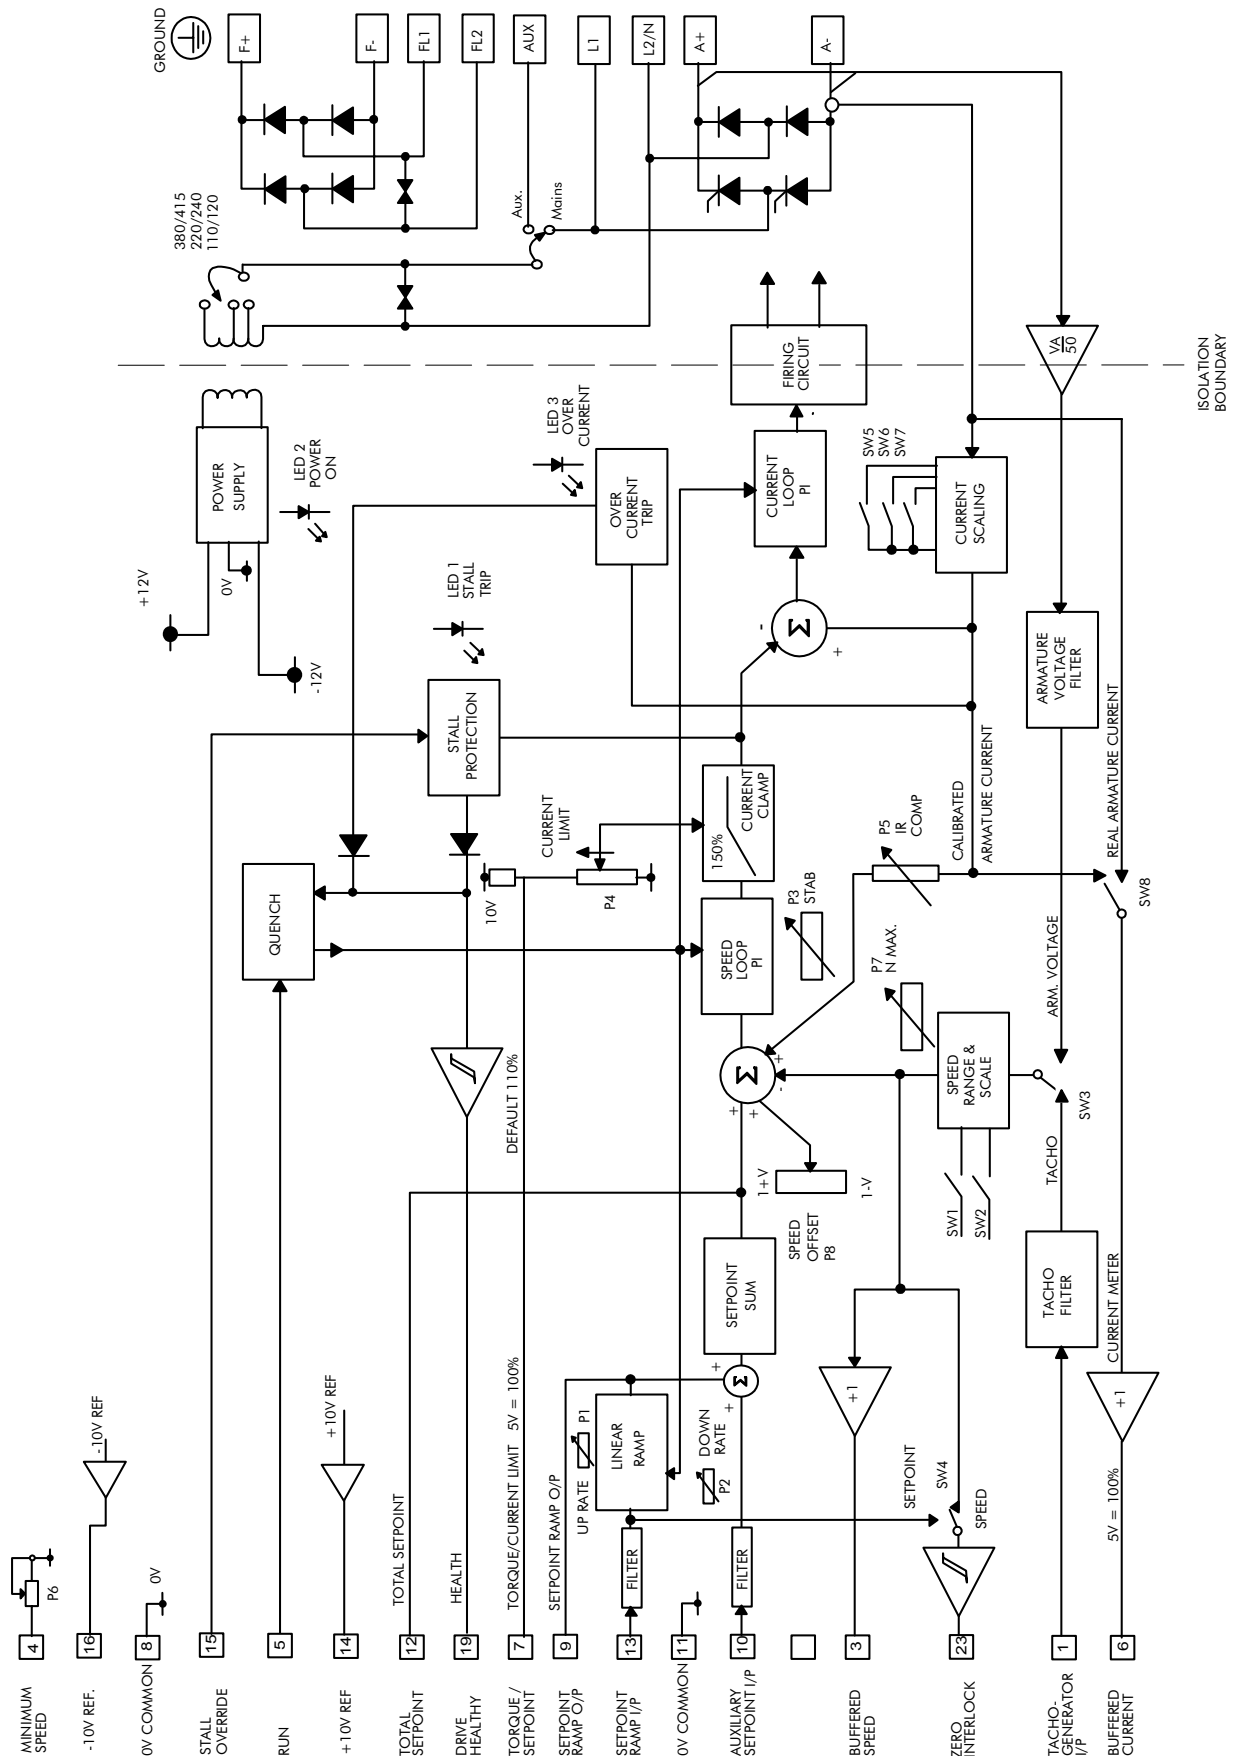 GROUND
F+
F-
FL1
FL2
AUX
L1
L2/N
A+
A-
380/415
220/240
110/120
Aux.
Mains
ISOLATION
BOUNDARY
VA
50
FIRING
CIRCUIT
POWER
SUPPLY
LED 2
POWER
ON
LED 3
OVER
CURRENT
OVER
CURRENT
TRIP
CURRENT
LOOP
PI
SW5
SW6
SW7
CURRENT
SCALING
+12V
0V
-12V
LED 1
STALL
TRIP
-
Σ
+
-
ARMATURE
VOLTAGE
FILTER
STALL
PROTECTION
CURRENT
LIMIT
150%
CURRENT
CLAMP
P5
IR
COMP
CALIBRATED
ARMATURE CURRENT
REAL ARMATURE CURRENT
QUENCH
10V
P4
SPEED
LOOP
PI
P3
STAB
P7
N MAX.
ARM. VOLTAGE
SW8
DEFAULT 110%
Σ
+
-
+
+
SPEED
RANGE &
SCALE
SW3
1+V
1-V
SPEED
OFFSET
P8
SW1
SW2
TACHO
SETPOINT
SUM
TACHO
FILTER
CURRENT METER
-10V REF
+10V REF
TORQUE/CURRENT LIMIT 5V = 100%
Σ
+
+
+1
+1
P6
0V
TOTAL SETPOINT
HEALTH
SETPOINT RAMP O/P
UP RATE
P1
LINEAR
RAMP
P2
DOWN
RATE
SETPOINT
SW4
SPEED
5V = 100%
FILTER
FILTER
4
16
8
15
5
14
12
19
7
9
13
11
10
3
23
1
6
MINIMUM
SPEED
-10V REF.
0V COMMON
STALL
OVERRIDE
RUN
+10V REF
TOTAL
SETPOINT
DRIVE
HEALTHY
TORQUE /
SETPOINT
SETPOINT
RAMP O/P
SETPOINT
RAMP I/P
0V COMMON
AUXILIARY
SETPOINT I/P
BUFFERED
SPEED
ZERO
INTERLOCK
TACHO-
GENERATOR
I/P
BUFFERED
CURRENT